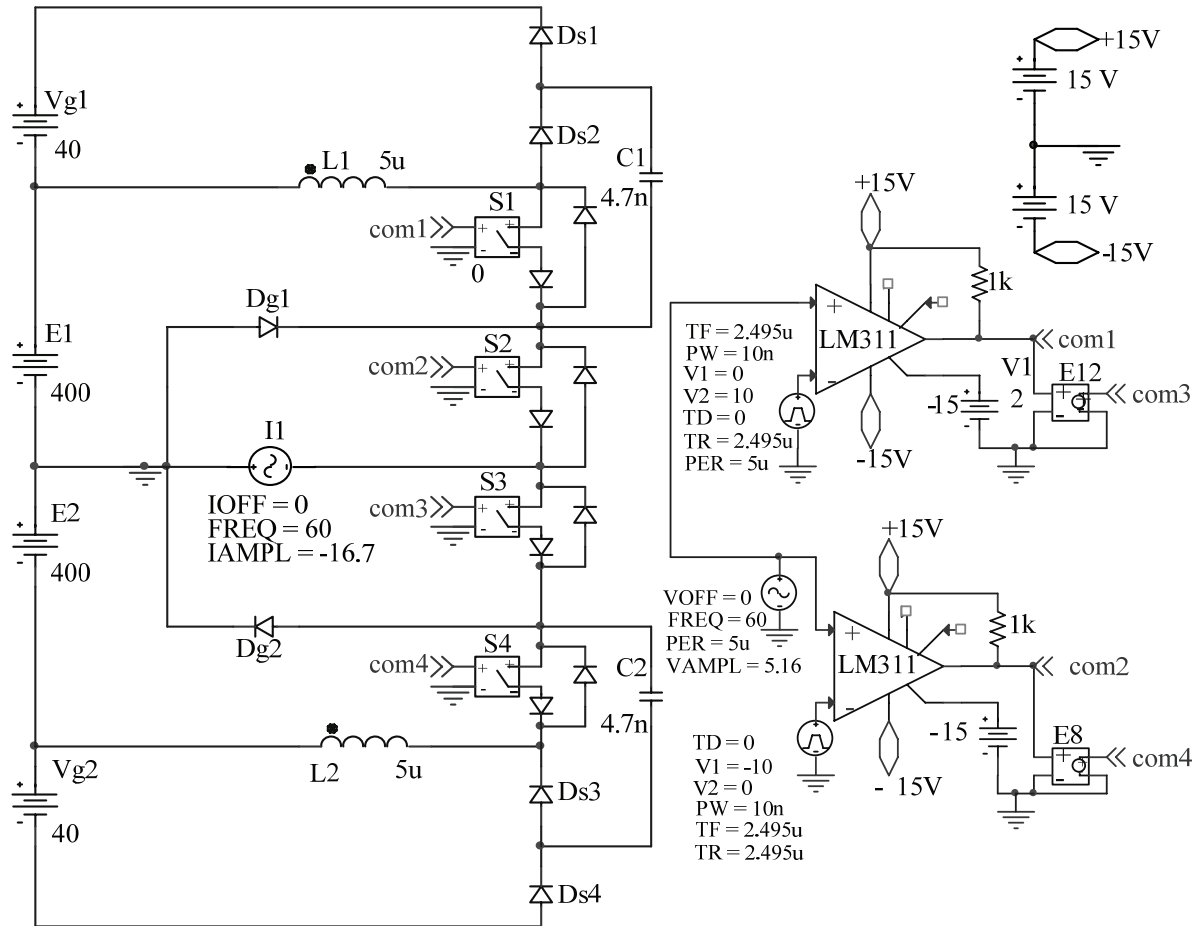 Ds1
Vg1
40
Ds2
L1 5u
C1
4.7n
com1
S1
+ +
-
0
Dg1
E1
400
com2
S2
+ +
-
I1
IOFF = 0
FREQ = 60
IAMPL = -16.7
E2
400
com3
S3
+ +
-
Dg2
com4
S4
+ +
-
C2
4.7n
Vg2
40
L2 5u
Ds3
Ds4
+15V
15 V
15 V
-15V
+15V
1k
+
LM311
-
-15V
TF = 2.495u
PW = 10n
V1 = 0
V2 = 10
TD = 0
TR = 2.495u
PER = 5u
-15
com1
V1
2
E12
com3
VOFF = 0
FREQ = 60
PER = 5u
VAMPL = 5.16
+15V
1k
+
LM311
-
- 15V
-15
com2
E8
com4
TD = 0
V1 = -10
V2 = 0
PW = 10n
TF = 2.495u
TR = 2.495u